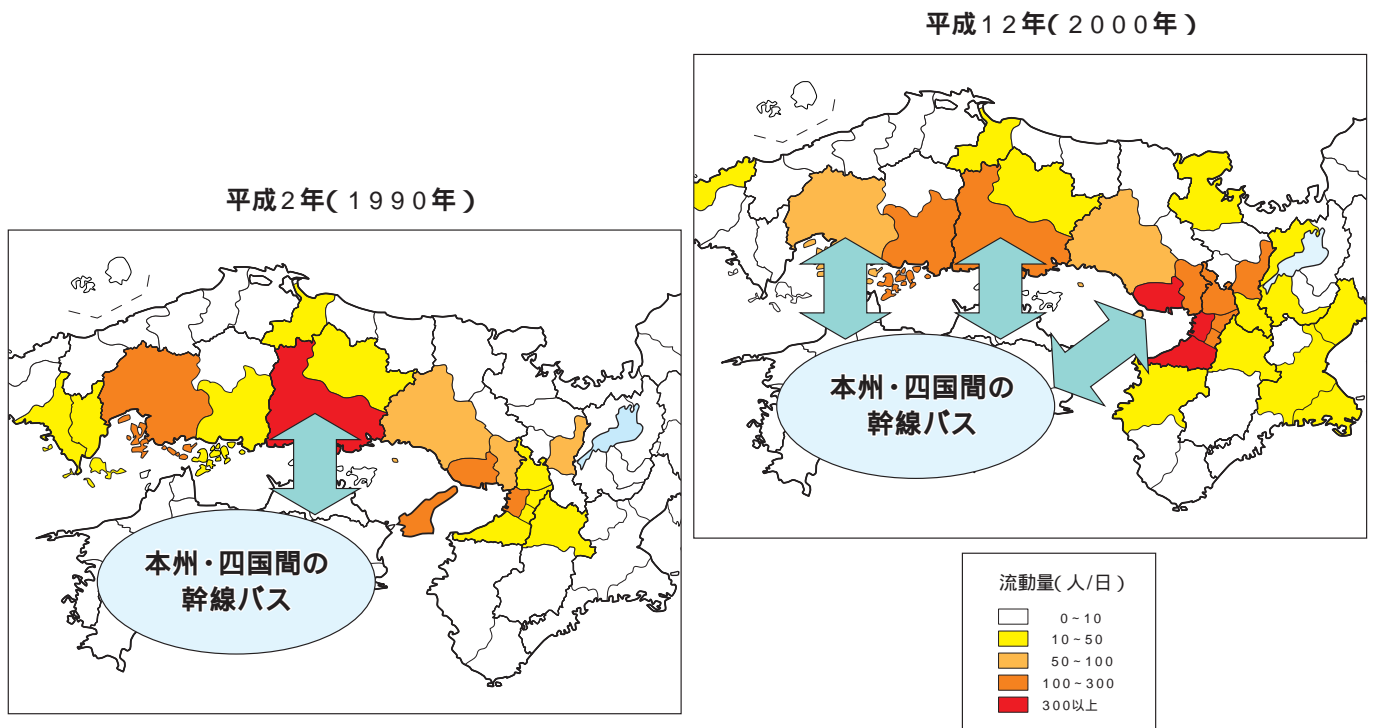 平成12年(2000年)
平成2年(1990年)
本州・四国間の
幹線バス
本州・四国間の
幹線バス
流動量(人/日)
0~10
10~50
50~100
100~300
300以上